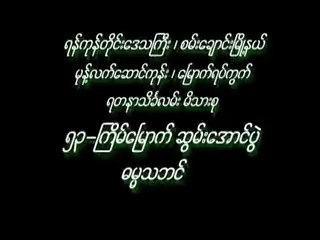 ရန်ကုန်တိုင်းဒေသကြီး ၊ စမ်းချောင်းမြို့နယ်
မုန့်လက်ဆောင်ကုန်း ၊ မြောက်ရပ်ကွက်
ရတနာသိင်္ခလမ်း မိသားစု
၅၃-ကြိမ်မြောက် ဆွမ်းအောင်ပွဲ
ဓမ္မသဘင်